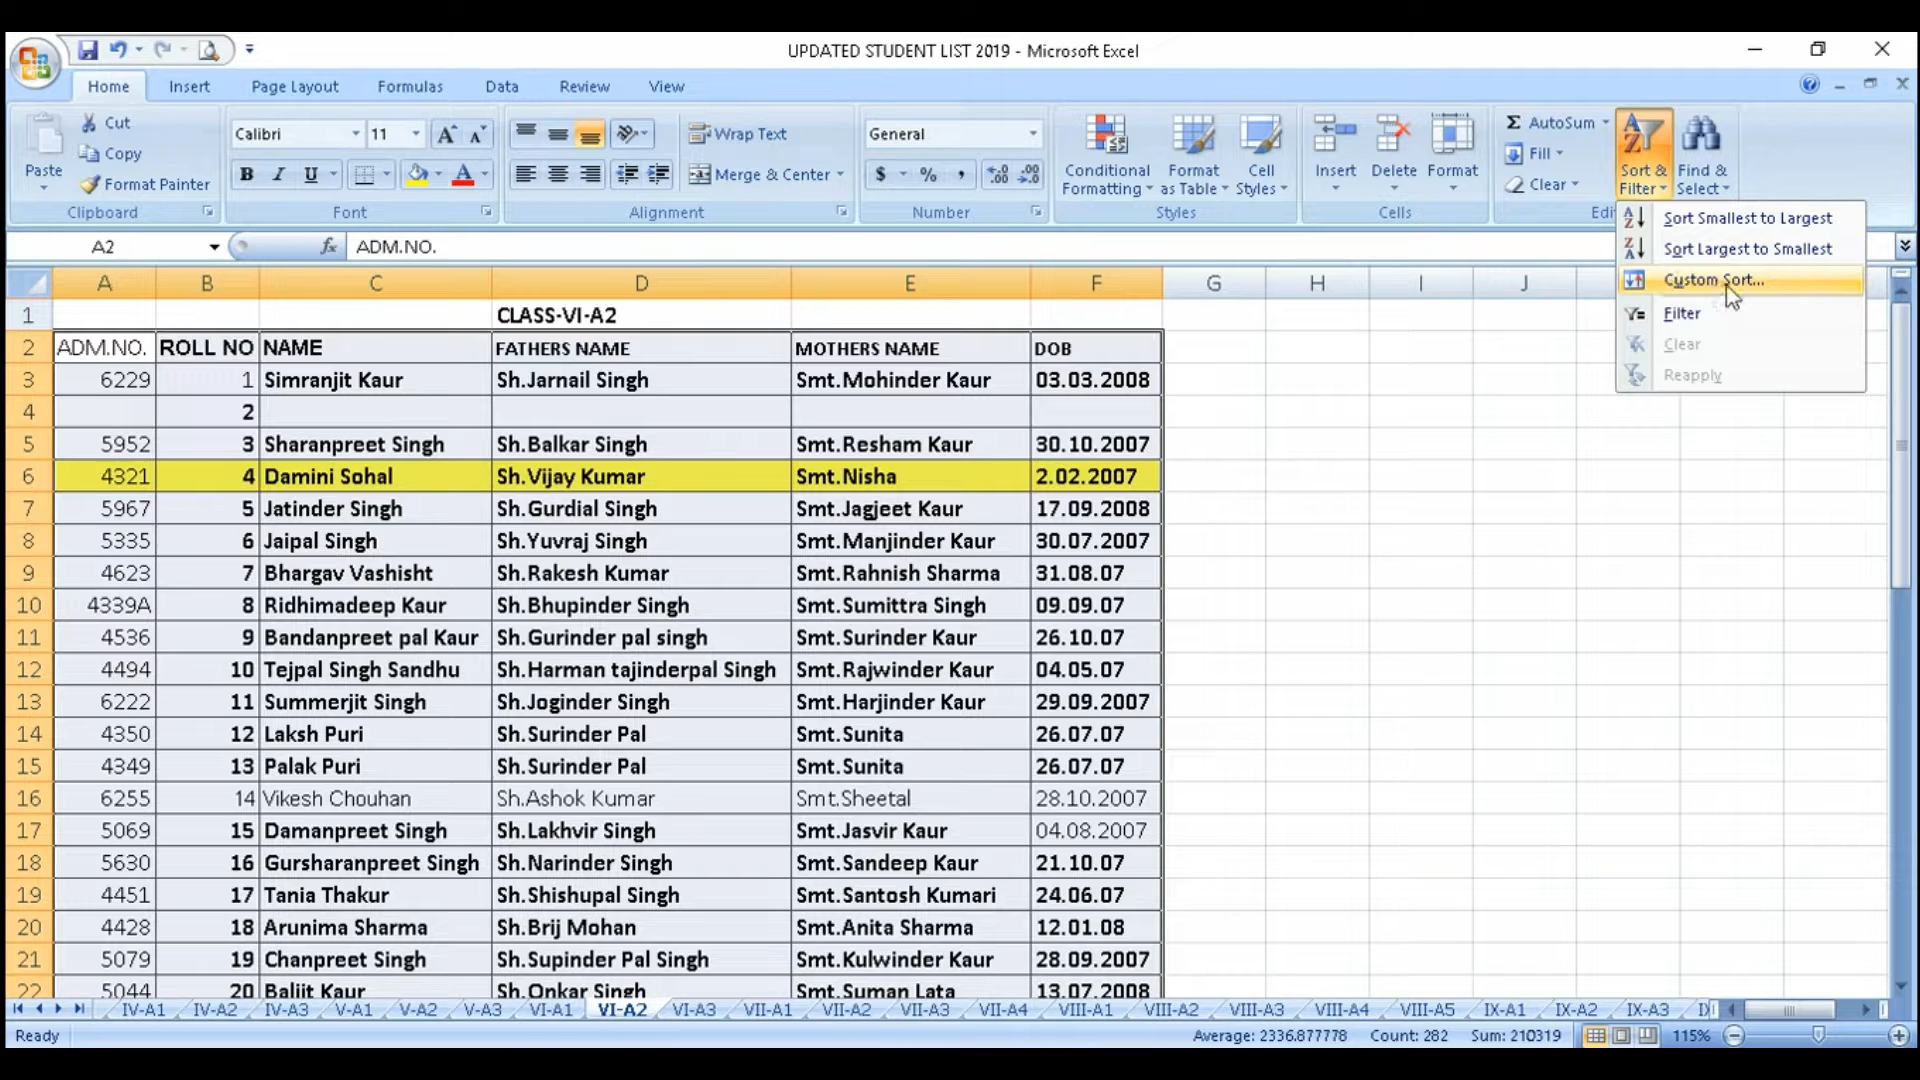 UPDATED STUDENT LIST 2019 - Microsoft Excel
Home Insert Page Layout Formulas Data Review View
Paste
Cut
Copy
Format Painter
Clipboard
Calibri 11
B I U
Font
Wrap Text
Merge & Center
Alignment
General
$ % ,
Number
Conditional Formatting
Format as Table
Cell Styles
Styles
Insert Delete Format
Cells
Σ AutoSum
Fill
Clear
Sort & Filter
Find & Select
Edi
Sort Smallest to Largest
Sort Largest to Smallest
Custom Sort...
Filter
Clear
Reapply
A2 fx ADM.NO.
A B C D E F G H I J
1 CLASS-VI-A2
2 ADM.NO. ROLL NO NAME FATHERS NAME MOTHERS NAME DOB
3 6229 1 Simranjit Kaur Sh.Jarnail Singh Smt.Mohinder Kaur 03.03.2008
4 2
5 5952 3 Sharanpreet Singh Sh.Balkar Singh Smt.Resham Kaur 30.10.2007
6 4321 4 Damini Sohal Sh.Vijay Kumar Smt.Nisha 2.02.2007
7 5967 5 Jatinder Singh Sh.Gurdial Singh Smt.Jagjeet Kaur 17.09.2008
8 5335 6 Jaipal Singh Sh.Yuvraj Singh Smt.Manjinder Kaur 30.07.2007
9 4623 7 Bhargav Vashisht Sh.Rakesh Kumar Smt.Rahnish Sharma 31.08.07
10 4339A 8 Ridhimadeep Kaur Sh.Bhupinder Singh Smt.Sumittra Singh 09.09.07
11 4536 9 Bandanpreet pal Kaur Sh.Gurinder pal singh Smt.Surinder Kaur 26.10.07
12 4494 10 Tejpal Singh Sandhu Sh.Harman tajinderpal Singh Smt.Rajwinder Kaur 04.05.07
13 6222 11 Summerjit Singh Sh.Joginder Singh Smt.Harjinder Kaur 29.09.2007
14 4350 12 Laksh Puri Sh.Surinder Pal Smt.Sunita 26.07.07
15 4349 13 Palak Puri Sh.Surinder Pal Smt.Sunita 26.07.07
16 6255 14 Vikesh Chouhan Sh.Ashok Kumar Smt.Sheetal 28.10.2007
17 5069 15 Damanpreet Singh Sh.Lakhvir Singh Smt.Jasvir Kaur 04.08.2007
18 5630 16 Gursharanpreet Singh Sh.Narinder Singh Smt.Sandeep Kaur 21.10.07
19 4451 17 Tania Thakur Sh.Shishupal Singh Smt.Santosh Kumari 24.06.07
20 4428 18 Arunima Sharma Sh.Brij Mohan Smt.Anita Sharma 12.01.08
21 5079 19 Chanpreet Singh Sh.Supinder Pal Singh Smt.Kulwinder Kaur 28.09.2007
22 5044 20 Baljit Kaur Sh.Onkar Singh Smt.Suman Lata 13.07.2008
IV-A1 IV-A2 IV-A3 V-A1 V-A2 V-A3 VI-A1 VI-A2 VI-A3 VII-A1 VII-A2 VII-A3 VII-A4 VIII-A1 VIII-A2 VIII-A3 VIII-A4 VIII-A5 IX-A1 IX-A2 IX-A3
Ready Average: 2336.877778 Count: 282 Sum: 210319 115%